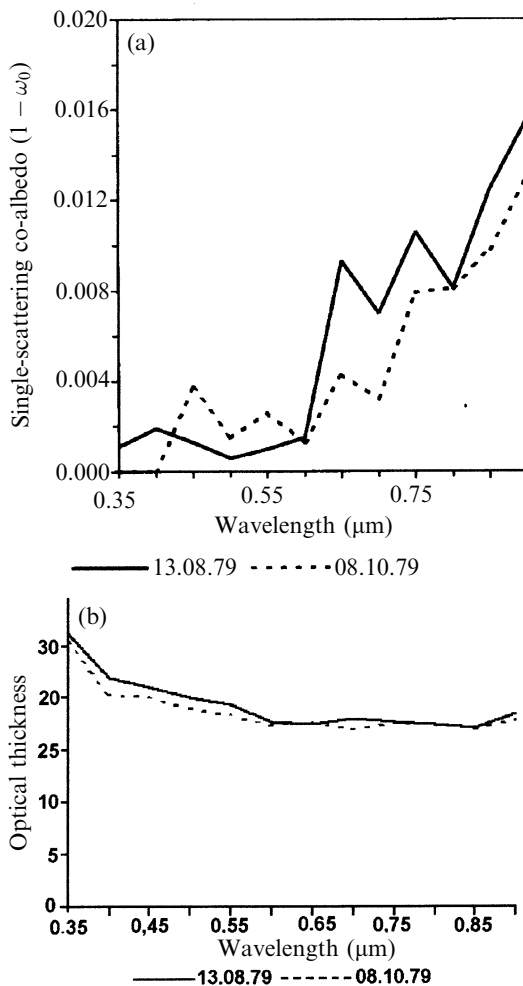 0.020
(a)
0.016
0.012
0.008
0.004
0.000
Single-scattering co-albedo (1 − ω0)
0.35 0.55 0.75
Wavelength (μm)
13.08.79 08.10.79
(b)
30
20
25
10
5
0
Optical thickness
0.35 0,45 0.55 0.65 0.75 0.85
Wavelength (μm)
13.08.79 08.10.79